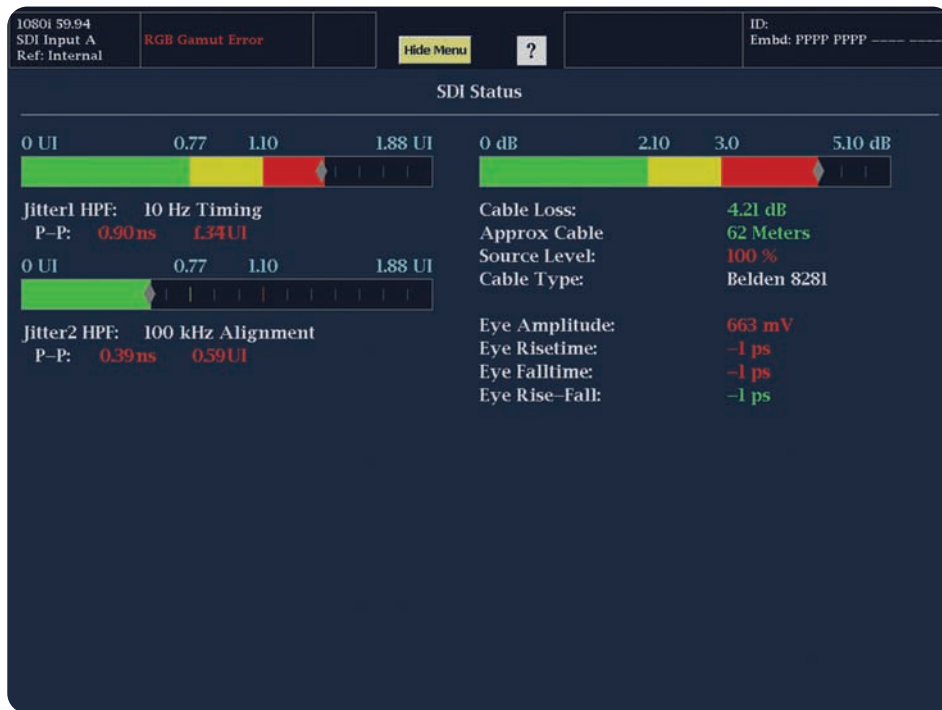 1080i 59.94
SDI Input A
Ref: Internal
RGB Gamut Error
Hide Menu
?
ID:
Embd: PPPP PPPP ---- ----
SDI Status
0 UI 0.77 1.10 1.88 UI
Jitter1 HPF: 10 Hz Timing
P-P: 0.90 ns 1.34 UI
0 UI 0.77 1.10 1.88 UI
Jitter2 HPF: 100 kHz Alignment
P-P: 0.39 ns 0.59 UI
0 dB 2.10 3.0 5.10 dB
Cable Loss: 4.21 dB
Approx Cable 62 Meters
Source Level: 100 %
Cable Type: Belden 8281
Eye Amplitude: 663 mV
Eye Risetime: -1 ps
Eye Falltime: -1 ps
Eye Rise-Fall: -1 ps